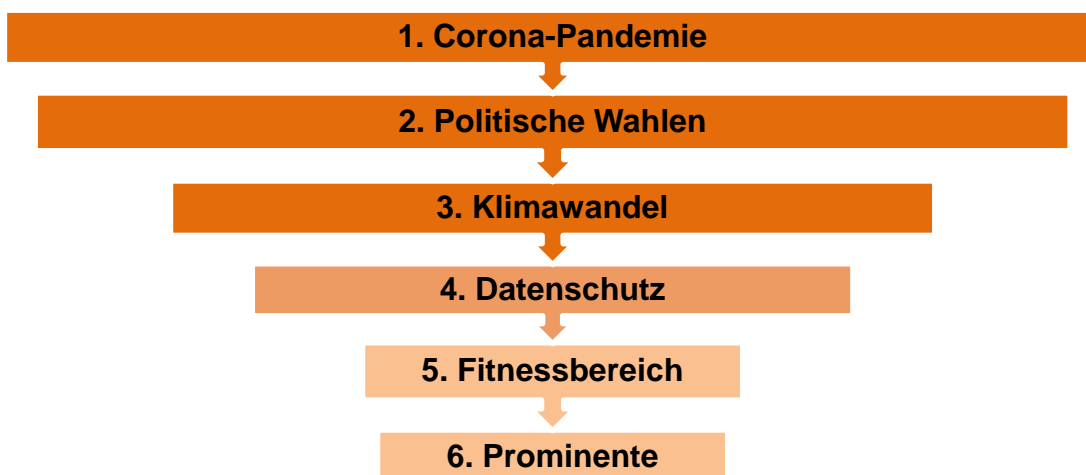 1. Corona-Pandemie
2. Politische Wahlen
3. Klimawandel
4. Datenschutz
5. Fitnessbereich
6. Prominente